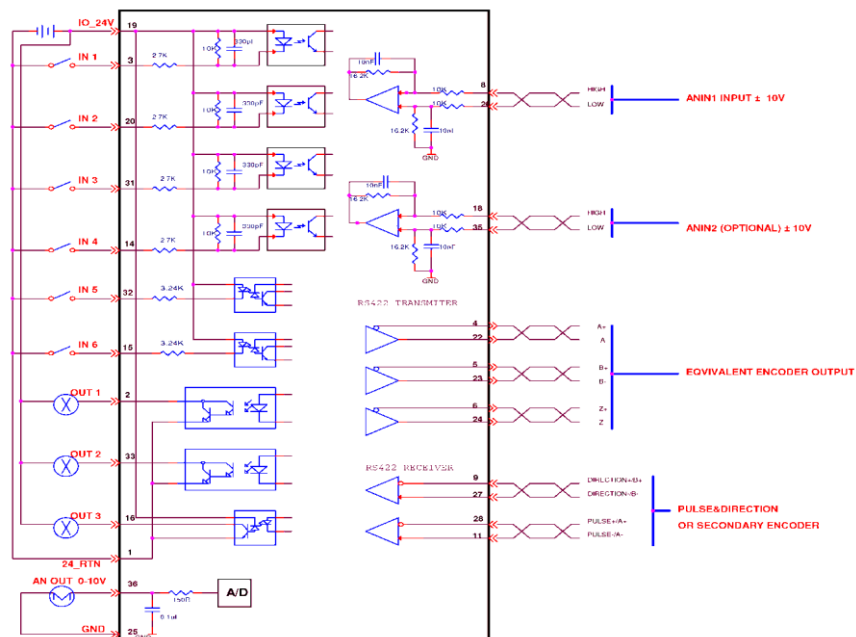 IO_24V 19
IN 1 3 2.7K 10K 330pf
IN 2 20 2.7K 10K 330pF
IN 3 31 2.7K 10K 330pF
IN 4 14 2.7K 10K 330pF
IN 5 32 3.24K
IN 6 15 3.24K
OUT 1 2
OUT 2 33
OUT 3 16
24_RTN 1
AN OUT 0-10V 36 150R A/D
0.1uf
GND 25 GND
10nF
16.2K
10K 8 HIGH
10K 26 LOW
ANIN1 INPUT ± 10V
16.2K 10nf
GND
10nF
16.2K
10K 18 HIGH
10K 35 LOW
ANIN2 (OPTIONAL) ± 10V
16.2K 10nF
GND
RS422 TRANSMITER
4 A+
22 A
5 B+
23 B-
6 Z+
24 Z
EQVIVALENT ENCODER OUTPUT
RS422 RECEIVER
9 DIRECTION+/B+
27 DIRECTION-/B-
28 PULSE+/A+
11 PULSE-/A-
PULSE&DIRECTION
OR SECONDARY ENCODER